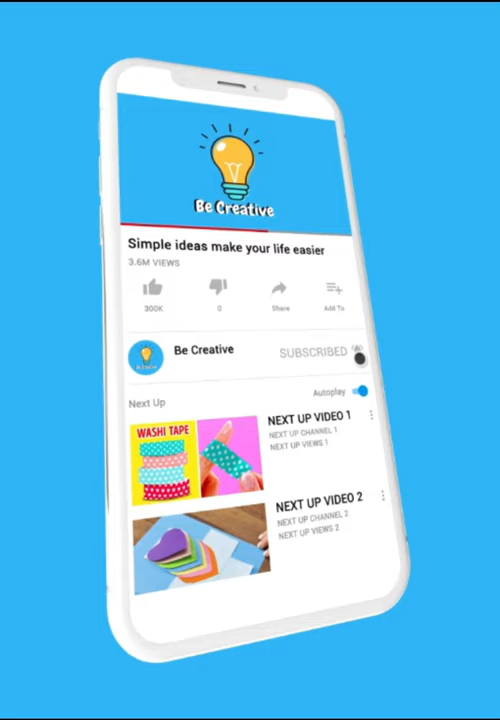 Be Creative
Simple ideas make your life easier
3.6M VIEWS
300K
0
Share
Add To
Be Creative
SUBSCRIBED
Next Up
Autoplay
WASHI TAPE
NEXT UP VIDEO 1
NEXT UP CHANNEL 1
NEXT UP VIEWS 1
NEXT UP VIDEO 2
NEXT UP CHANNEL 2
NEXT UP VIEWS 2